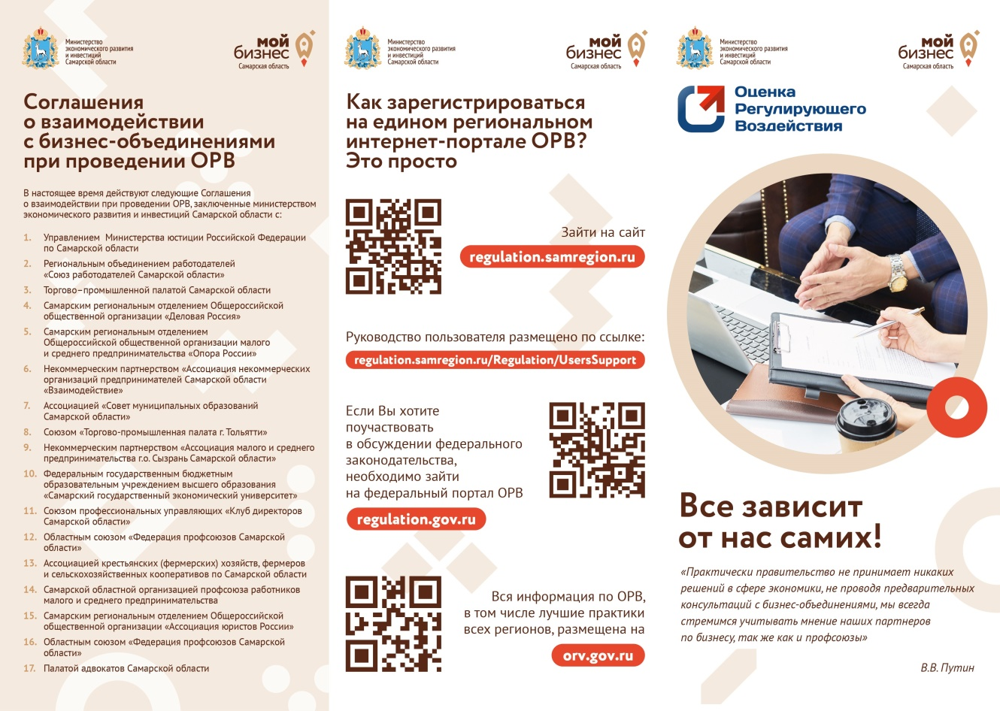 Министерство
экономического развития
и инвестиций
Самарской области
мой
бизнес
Самарская область
Соглашения
о взаимодействии
с бизнес-объединениями
при проведении ОРВ
В настоящее время действуют следующие Соглашения
о взаимодействии при проведении ОРВ, заключенные министерством
экономического развития и инвестиций Самарской области с:
1. Управлением Министерства юстиции Российской Федерации
по Самарской области
2. Региональным объединением работодателей
«Союз работодателей Самарской области»
3. Торгово–промышленной палатой Самарской области
4. Самарским региональным отделением Общероссийской
общественной организации «Деловая Россия»
5. Самарским региональным отделением
Общероссийской общественной организации малого
и среднего предпринимательства «Опора России»
6. Некоммерческим партнерством «Ассоциация некоммерческих
организаций предпринимателей Самарской области
«Взаимодействие»
7. Ассоциацией «Совет муниципальных образований
Самарской области»
8. Союзом «Торгово-промышленная палата г. Тольятти»
9. Некоммерческим партнерством «Ассоциация малого и среднего
предпринимательства г.о. Сызрань Самарской области»
10. Федеральным государственным бюджетным
образовательным учреждением высшего образования
«Самарский государственный экономический университет»
11. Союзом профессиональных управляющих «Клуб директоров
Самарской области»
12. Областным союзом «Федерация профсоюзов Самарской
области»
13. Ассоциацией крестьянских (фермерских) хозяйств, фермеров
и сельскохозяйственных кооперативов по Самарской области
14. Самарской областной организацией профсоюза работников
малого и среднего предпринимательства
15. Самарским региональным отделением Общероссийской
общественной организации «Ассоциация юристов России»
16. Областным союзом «Федерация профсоюзов Самарской
области»
17. Палатой адвокатов Самарской области
Министерство
экономического развития
и инвестиций
Самарской области
мой
бизнес
Самарская область
Как зарегистрироваться
на едином региональном
интернет-портале ОРВ?
Это просто
Зайти на сайт
regulation.samregion.ru
Руководство пользователя размещено по ссылке:
regulation.samregion.ru/Regulation/UsersSupport
Если Вы хотите
поучаствовать
в обсуждении федерального
законодательства,
необходимо зайти
на федеральный портал ОРВ
regulation.gov.ru
Вся информация по ОРВ,
в том числе лучшие практики
всех регионов, размещена на
orv.gov.ru
Министерство
экономического развития
и инвестиций
Самарской области
мой
бизнес
Самарская область
Оценка
Регулирующего
Воздействия
Все зависит
от нас самих!
«Практически правительство не принимает никаких
решений в сфере экономики, не проводя предварительных
консультаций с бизнес-объединениями, мы всегда
стремимся учитывать мнение наших партнеров
по бизнесу, так же как и профсоюзы»
В.В. Путин